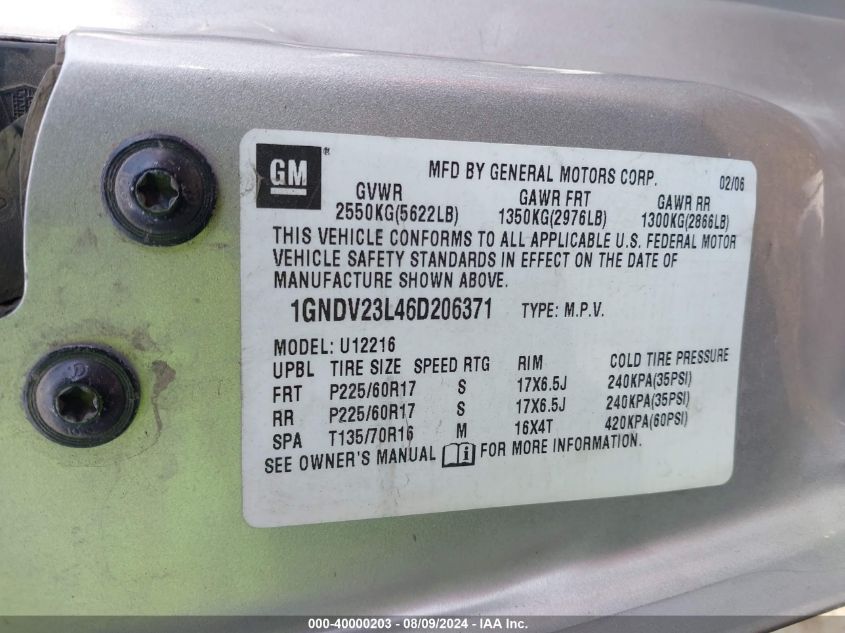 GM®
MFD BY GENERAL MOTORS CORP. 02/06
GVWR GAWR FRT GAWR RR
2550KG(5622LB) 1350KG(2976LB) 1300KG(2866LB)
THIS VEHICLE CONFORMS TO ALL APPLICABLE U.S. FEDERAL MOTOR
VEHICLE SAFETY STANDARDS IN EFFECT ON THE DATE OF
MANUFACTURE SHOWN ABOVE.
1GNDV23L46D206371 TYPE: M.P.V.
MODEL: U12216
UPBL TIRE SIZE SPEED RTG RIM COLD TIRE PRESSURE
FRT P225/60R17 S 17X6.5J 240KPA(35PSI)
RR P225/60R17 S 17X6.5J 240KPA(35PSI)
SPA T135/70R16 M 16X4T 420KPA(60PSI)
SEE OWNER'S MANUAL i FOR MORE INFORMATION.
000-40000203 - 08/09/2024 - IAA Inc.